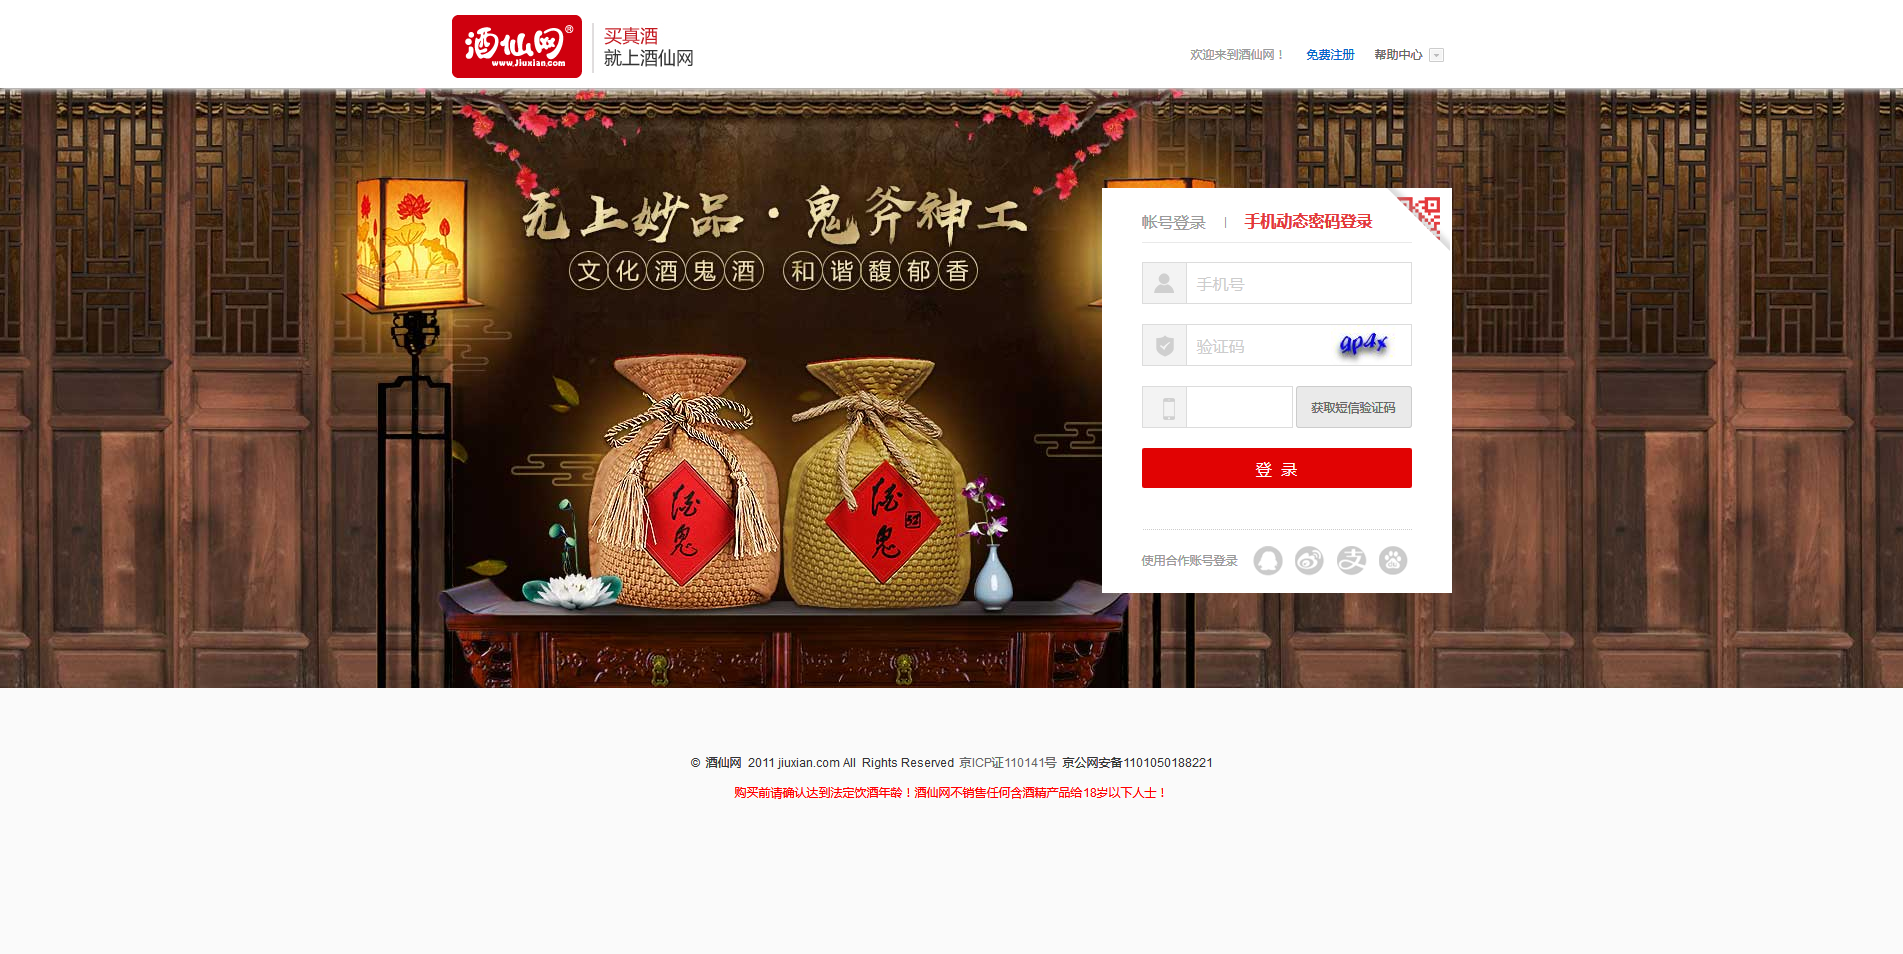 酒仙网®
www.Jiuxian.com
买真酒
就上酒仙网
欢迎来到酒仙网！ 免费注册 帮助中心
无上妙品·鬼斧神工
文化酒鬼酒 和谐馥郁香
酒鬼
酒鬼
帐号登录 | 手机动态密码登录
手机号
验证码 gp4x
获取短信验证码
登 录
使用合作账号登录
© 酒仙网 2011 jiuxian.com All Rights Reserved 京ICP证110141号 京公网安备1101050188221
购买前请确认达到法定饮酒年龄！酒仙网不销售任何含酒精产品给18岁以下人士！